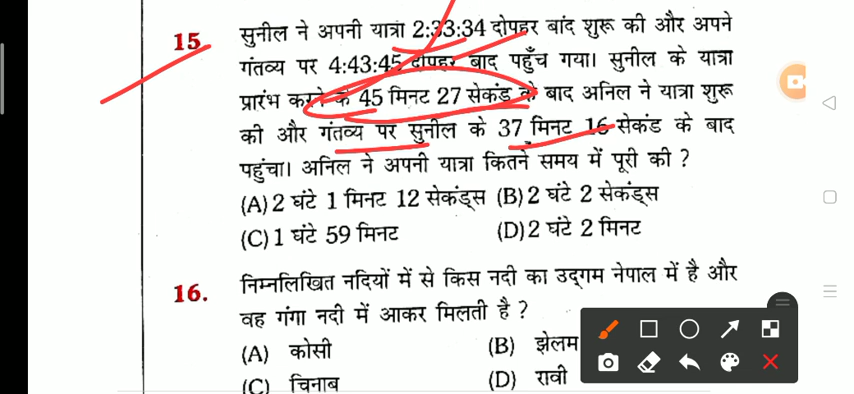 15 सुनील ने अपनी यात्रा 2:33:34 दोपहर बांद शुरू की और अपने
गंतव्य पर 4:43:45 दोपहर बाद पहुँच गया। सुनील के यात्रा
प्रारंभ करने के 45 मिनट 27 सेकंड के बाद अनिल ने यात्रा शुरू
की और गंतव्य पर सुनील के 37 मिनट 16 सेकंड के बाद
पहुंचा। अनिल ने अपनी यात्रा कितने समय में पूरी की ?
(A) 2 घंटे 1 मिनट 12 सेकंड्स (B) 2 घंटे 2 सेकंड्स
(C) 1 घंटे 59 मिनट (D) 2 घंटे 2 मिनट
16. निम्नलिखित नदियों में से किस नदी का उद्गम नेपाल में है और
वह गंगा नदी में आकर मिलती है ?
(A) कोसी (B) झेलम
(C) चिनाब (D) रावी